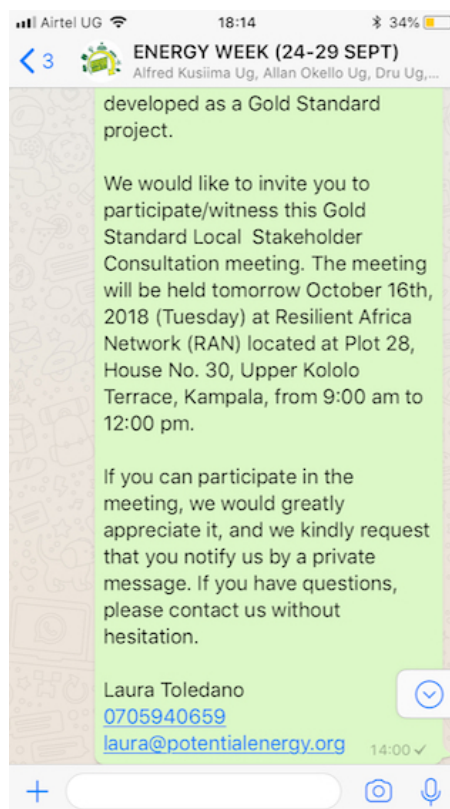 Airtel UG 18:14 34%
3 ENERGY WEEK (24-29 SEPT)
Alfred Kusiima Ug, Allan Okello Ug, Dru Ug,...
developed as a Gold Standard
project.
We would like to invite you to
participate/witness this Gold
Standard Local Stakeholder
Consultation meeting. The meeting
will be held tomorrow October 16th,
2018 (Tuesday) at Resilient Africa
Network (RAN) located at Plot 28,
House No. 30, Upper Kololo
Terrace, Kampala, from 9:00 am to
12:00 pm.
If you can participate in the
meeting, we would greatly
appreciate it, and we kindly request
that you notify us by a private
message. If you have questions,
please contact us without
hesitation.
Laura Toledano
0705940659
laura@potentialenergy.org 14:00